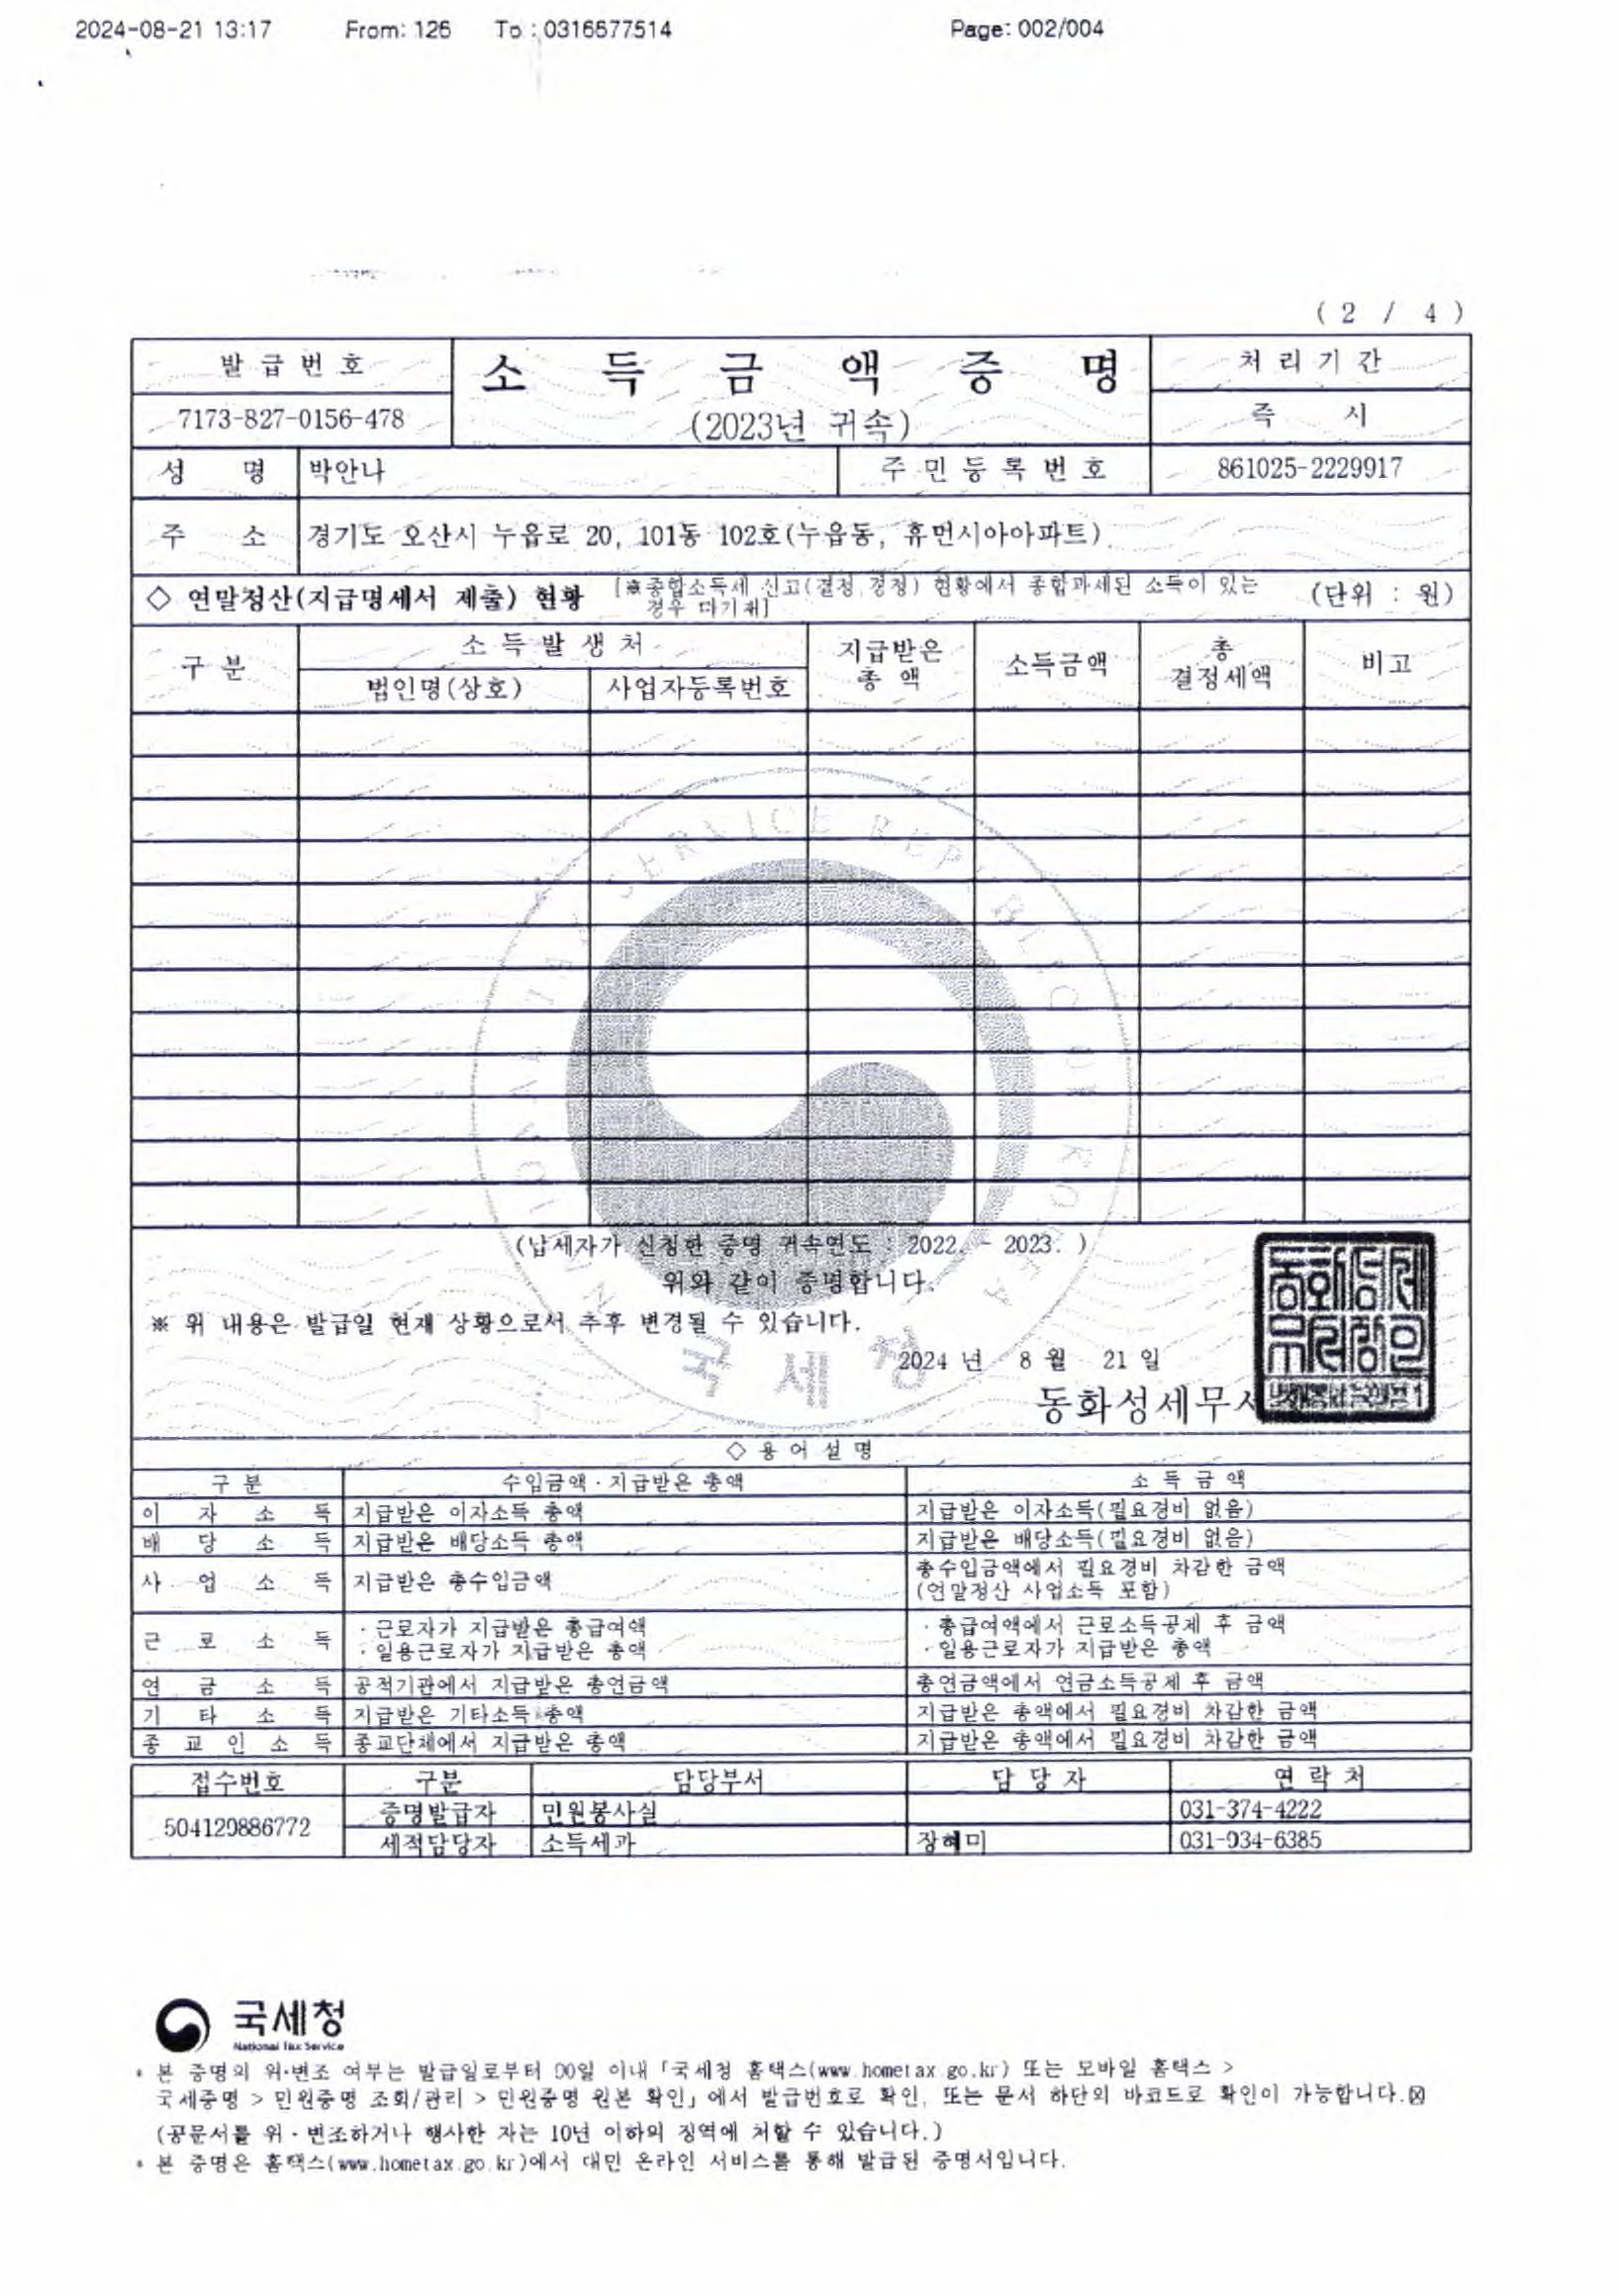 2024-08-21 13:17 From: 126 To : 0316677514 Page: 002/004
( 2 / 4 )
발 급 번 호
소 득 금 액 증 명
처 리 기 간
7173-827-0156-478
(2023년 귀속)
즉 시
성 명 박안나 주 민 등 록 번 호 861025-2229917
주 소 경기도 오산시 누읍로 20, 101동 102호(누읍동, 휴먼시아아파트)
◇ 연말정산(지급명세서 제출) 현황 [※종합소득세 신고(결정,경정) 현황에서 종합과세된 소득이 있는
경우 미기재] (단위 : 원)
구 분 소 득 발 생 처 지급받은 총 액 소득금액 총 결정세액 비고
법인명(상호) 사업자등록번호
NATIONAL TAX SERVICE REPUBLIC OF KOREA
(납세자가 신청한 증명 귀속연도 : 2022. - 2023. )
위와 같이 증명합니다.
※ 위 내용은 발급일 현재 상황으로서 추후 변경될 수 있습니다.
국 세 청
2024 년 8 월 21 일
동화성세무서
◇ 용 어 설 명
구 분 수입금액·지급받은 총액 소 득 금 액
이 자 소 득 지급받은 이자소득 총액 지급받은 이자소득(필요경비 없음)
배 당 소 득 지급받은 배당소득 총액 지급받은 배당소득(필요경비 없음)
사 업 소 득 지급받은 총수입금액 총수입금액에서 필요경비 차감한 금액
(연말정산 사업소득 포함)
근 로 소 득 · 근로자가 지급받은 총급여액 · 총급여액에서 근로소득공제 후 금액
· 일용근로자가 지급받은 총액 · 일용근로자가 지급받은 총액
연 금 소 득 공적기관에서 지급받은 총연금액 총연금액에서 연금소득공제 후 금액
기 타 소 득 지급받은 기타소득 총액 지급받은 총액에서 필요경비 차감한 금액
종 교 인 소 득 종교단체에서 지급받은 총액 지급받은 총액에서 필요경비 차감한 금액
접수번호 구분 담당부서 담 당 자 연 락 처
504129886772 증명발급자 민원봉사실 031-374-4222
세적담당자 소득세과 장혜미 031-934-6385
국세청
National Tax Service
* 본 증명의 위·변조 여부는 발급일로부터 90일 이내 「국세청 홈택스(www.hometax.go.kr) 또는 모바일 홈택스 >
국세증명 > 민원증명 조회/관리 > 민원증명 원본 확인」에서 발급번호로 확인, 또는 문서 하단의 바코드로 확인이 가능합니다.
(공문서를 위·변조하거나 행사한 자는 10년 이하의 징역에 처할 수 있습니다.)
* 본 증명은 홈택스(www.hometax.go.kr)에서 대민 온라인 서비스를 통해 발급된 증명서입니다.